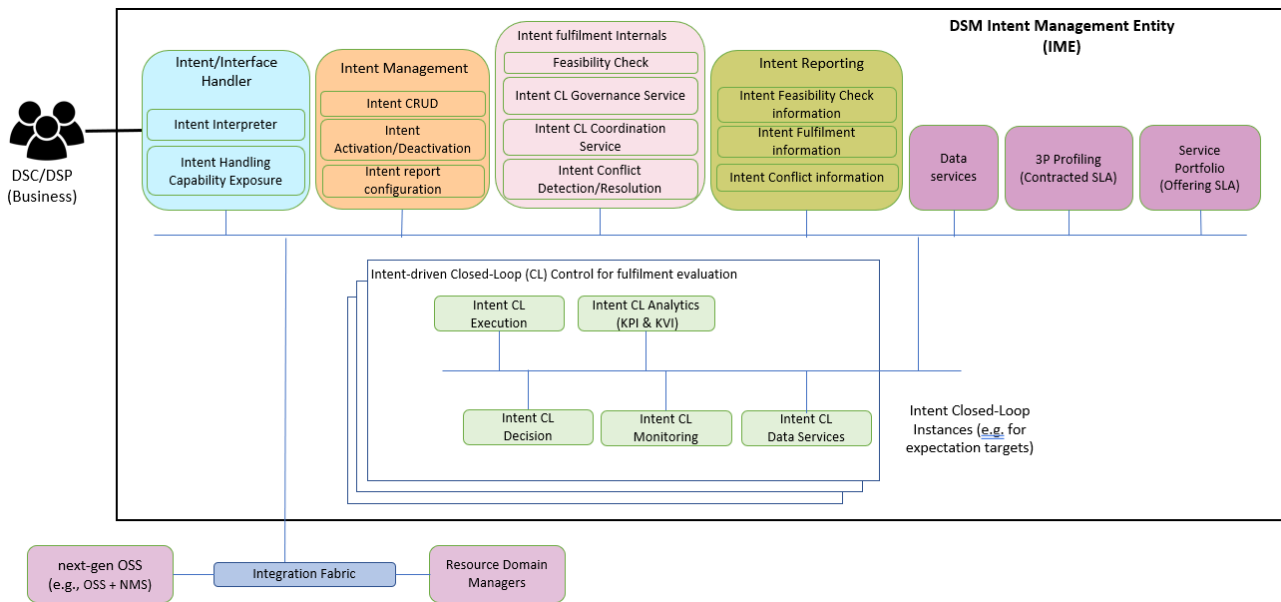 DSM Intent Management Entity
(IME)
DSC/DSP
(Business)
Intent/Interface
Handler
Intent Interpreter
Intent Handling
Capability Exposure
Intent Management
Intent CRUD
Intent
Activation/Deactivation
Intent report
configuration
Intent fulfilment Internals
Feasibility Check
Intent CL Governance Service
Intent CL Coordination
Service
Intent Conflict
Detection/Resolution
Intent Reporting
Intent Feasibility Check
information
Intent Fulfilment
information
Intent Conflict information
Data
services
3P Profiling
(Contracted SLA)
Service
Portfolio
(Offering SLA)
Intent-driven Closed-Loop (CL) Control for fulfilment evaluation
Intent CL
Execution
Intent CL Analytics
(KPI & KVI)
Intent CL
Decision
Intent CL
Monitoring
Intent CL
Data Services
Intent Closed-Loop
Instances (e.g. for
expectation targets)
next-gen OSS
(e.g., OSS + NMS)
Integration Fabric
Resource Domain
Managers